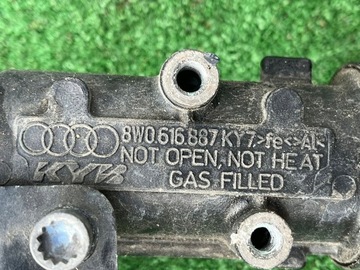 8W0.616.887 KY7 >fe<>Al<
NOT OPEN, NOT HEAT
KYB
GAS FILLED